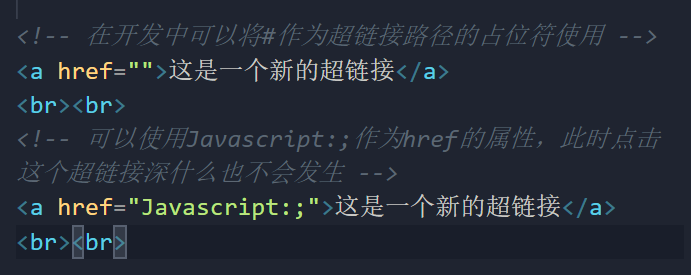 <!-- 在开发中可以将#作为超链接路径的占位符使用 -->
<a href="">这是一个新的超链接</a>
<br><br>
<!-- 可以使用Javascript:;作为href的属性，此时点击
这个超链接深什么也不会发生 -->
<a href="Javascript:;">这是一个新的超链接</a>
<br><br>